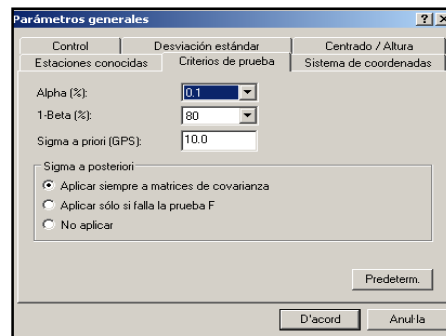 Parámetros generales
Control
Desviación estándar
Centrado / Altura
Estaciones conocidas
Criterios de prueba
Sistema de coordenadas
Alpha (%):
0.1
1-Beta (%):
80
Sigma a priori (GPS):
10.0
Sigma a posteriori
Aplicar siempre a matrices de covarianza
Aplicar sólo si falla la prueba F
No aplicar
Predeterm.
D'acord
Anul·la